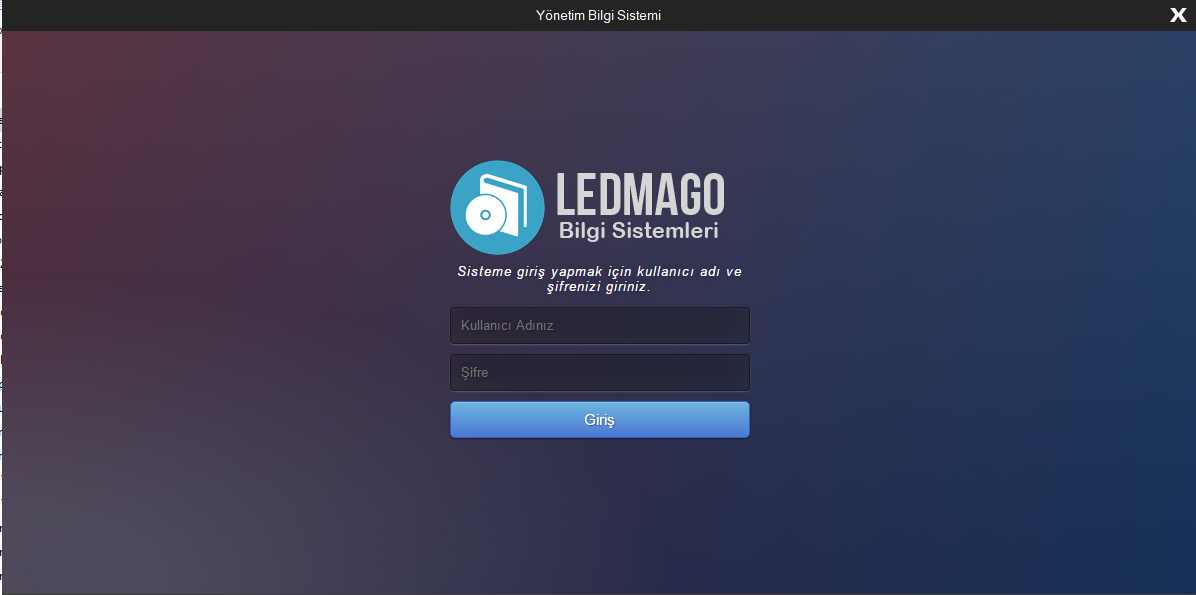 Yönetim Bilgi Sistemi
X
LEDMAGO
Bilgi Sistemleri
Sisteme giriş yapmak için kullanıcı adı ve
şifrenizi giriniz.
Kullanıcı Adınız
Şifre
Giriş